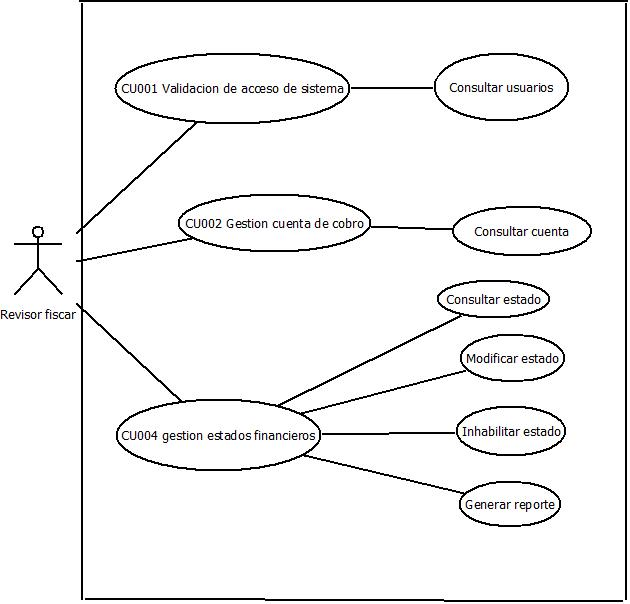 CU001 Validacion de acceso de sistema
Consultar usuarios
CU002 Gestion cuenta de cobro
Consultar cuenta
Revisor fiscar
Consultar estado
Modificar estado
CU004 gestion estados financieros
Inhabilitar estado
Generar reporte